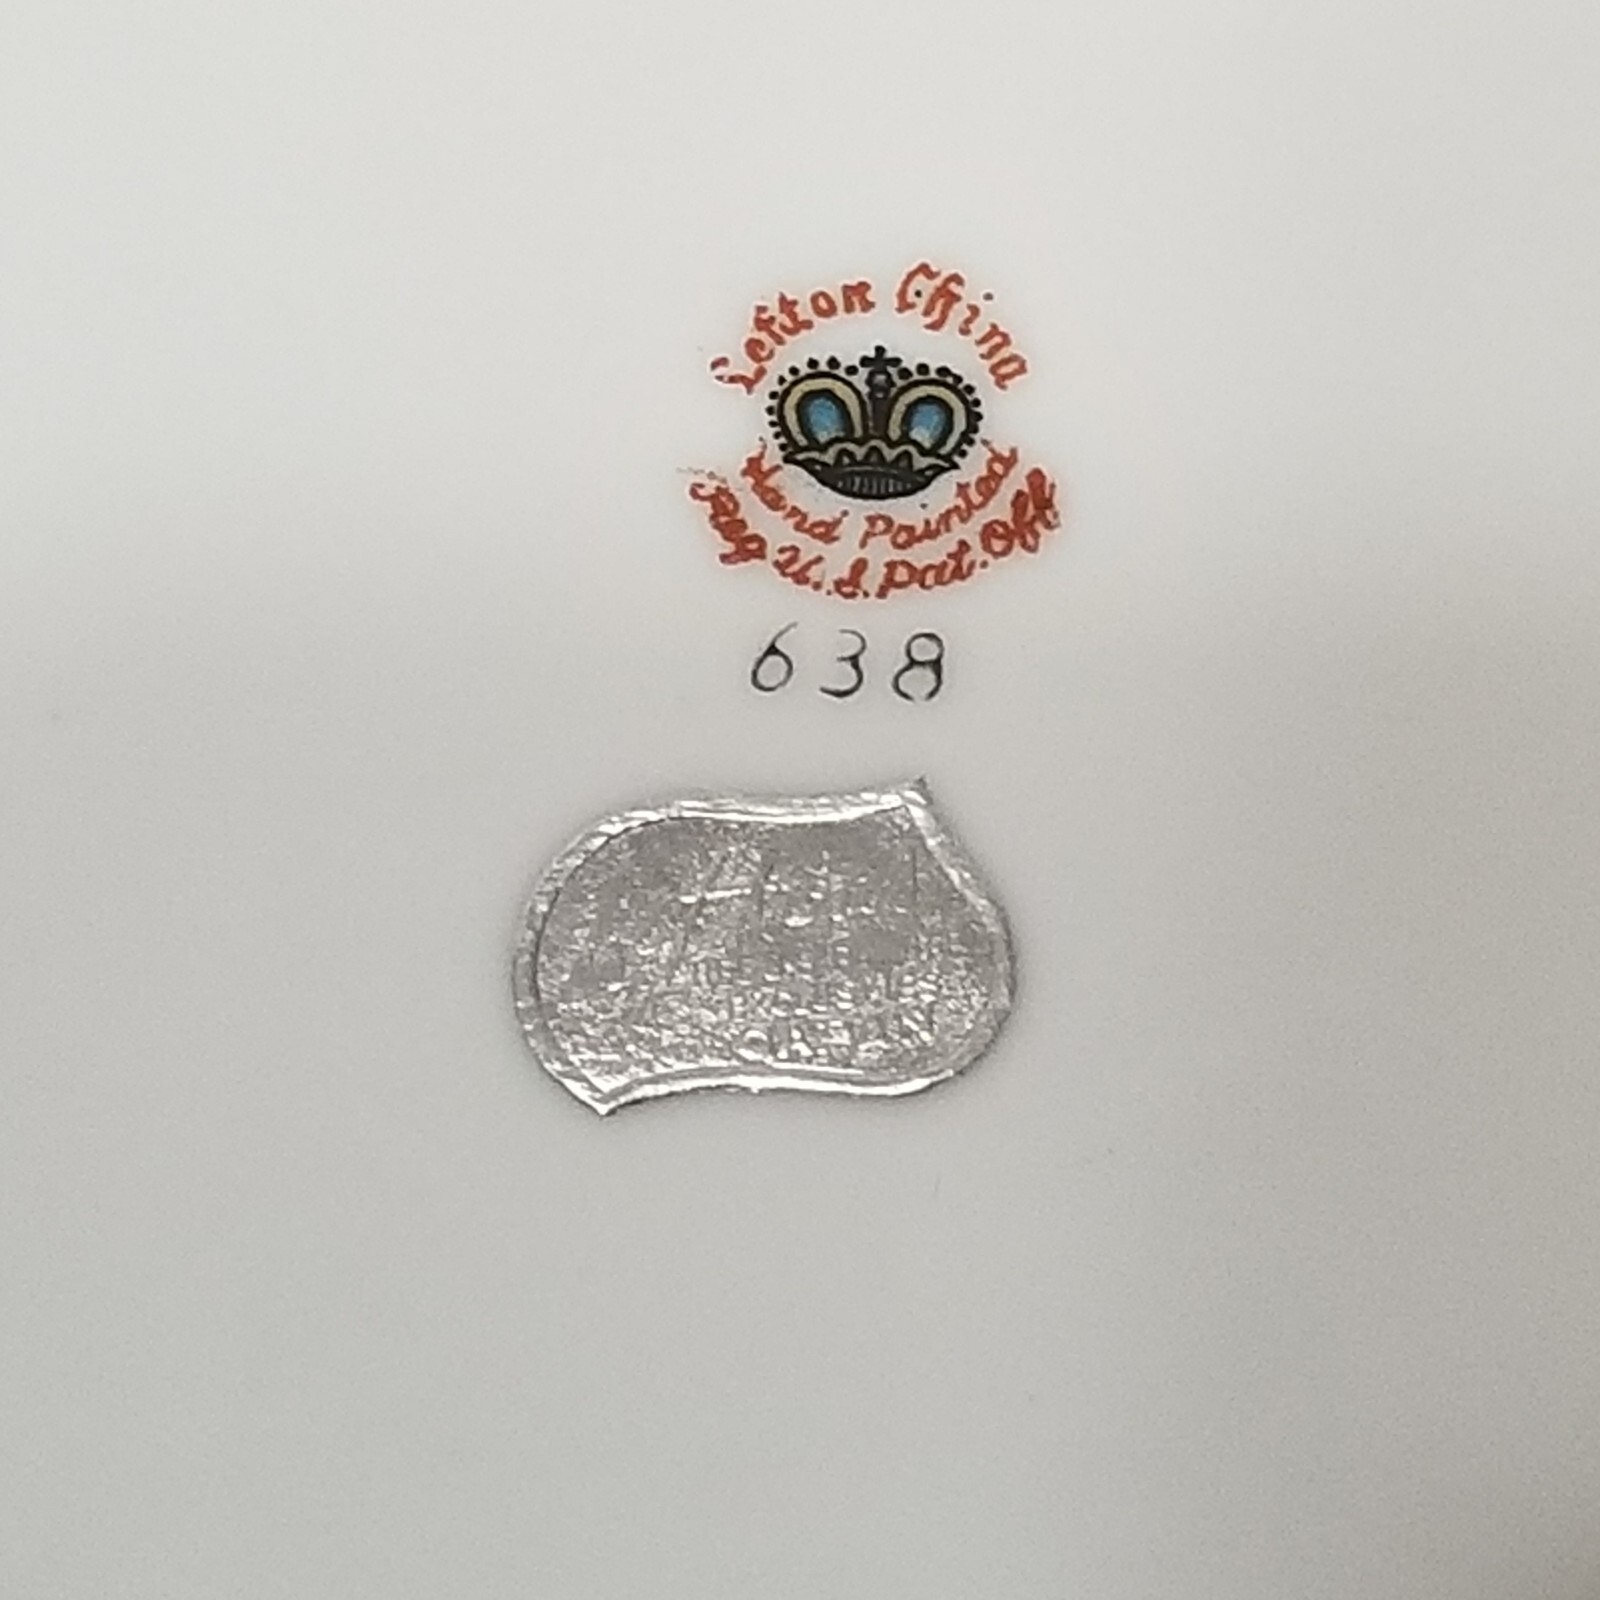 Lefton China
Hand Painted
Reg U.S. Pat. Off.
638